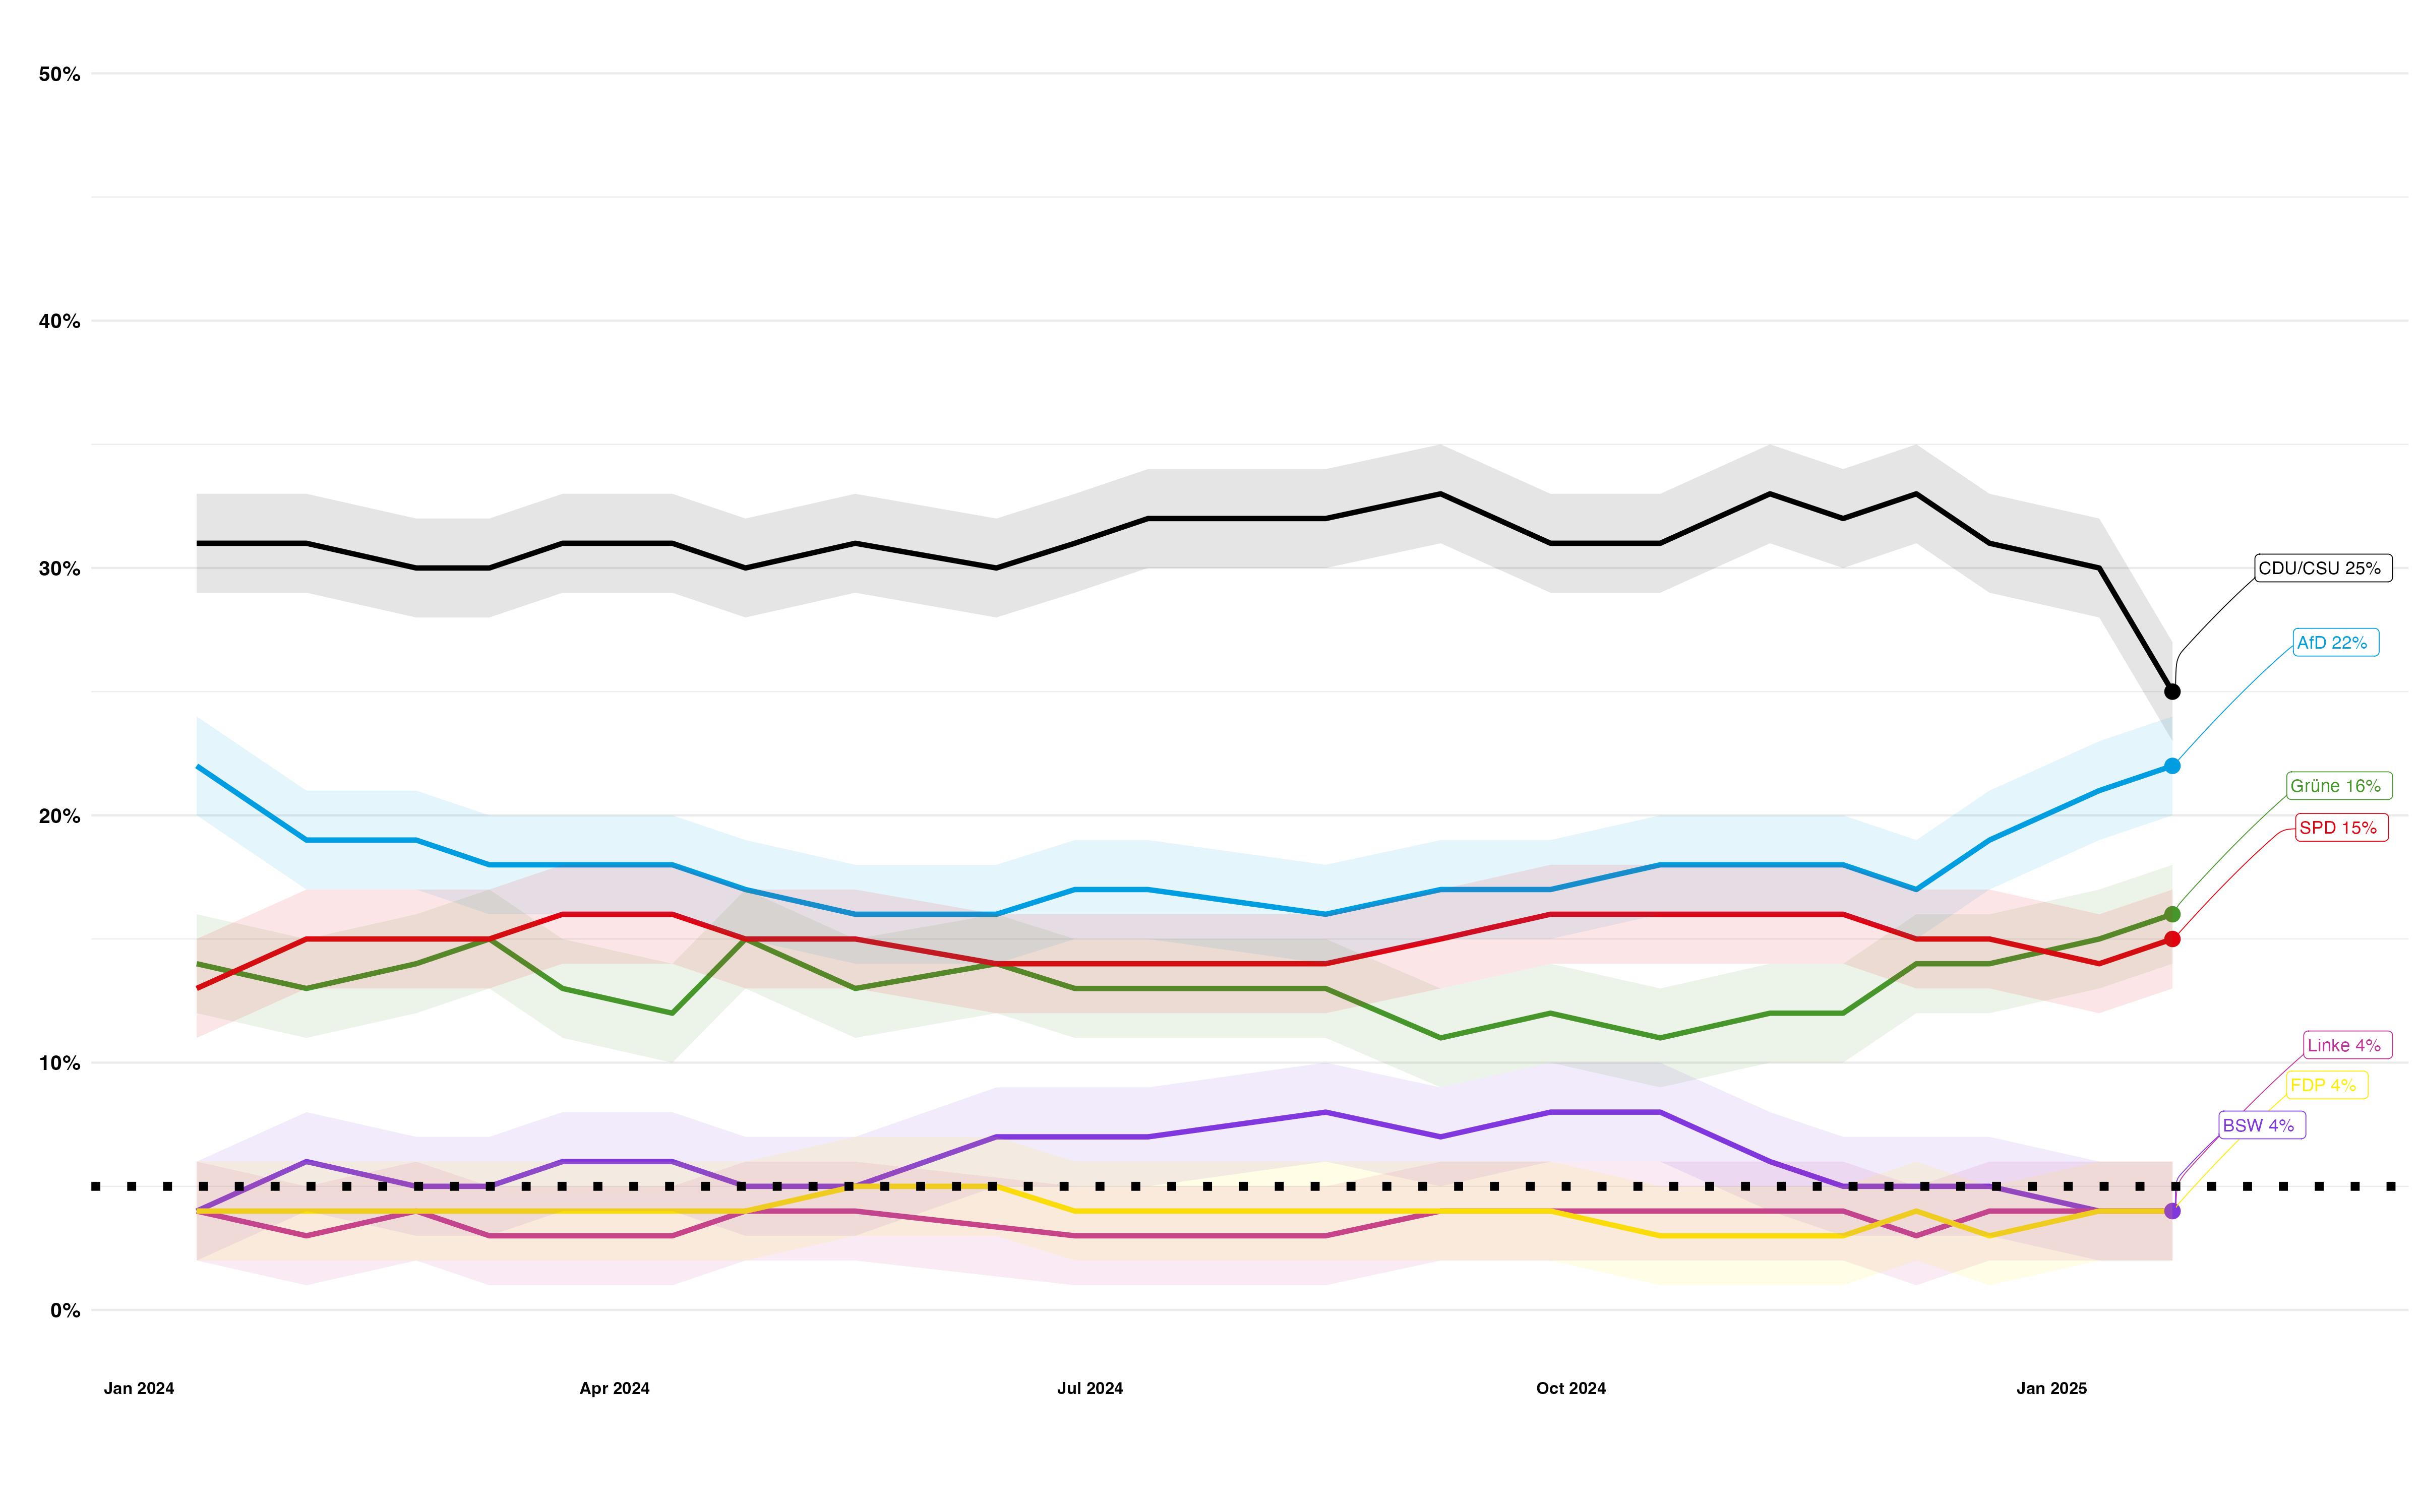 50%
40%
30%
20%
10%
0%
CDU/CSU 25%
AfD 22%
Grüne 16%
SPD 15%
Linke 4%
FDP 4%
BSW 4%
Jan 2024
Apr 2024
Jul 2024
Oct 2024
Jan 2025